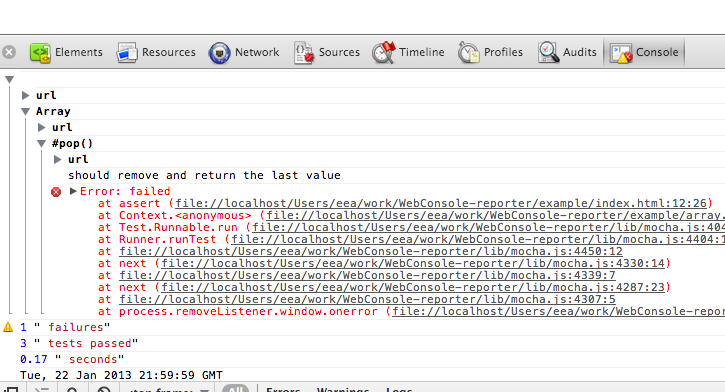 Elements Resources Network Sources Timeline Profiles Audits Console
url
Array
url
#pop()
url
should remove and return the last value
Error: failed
at assert (file://localhost/Users/eea/work/WebConsole-reporter/example/index.html:12:26)
at Context.<anonymous> (file://localhost/Users/eea/work/WebConsole-reporter/example/array.
at Test.Runnable.run (file://localhost/Users/eea/work/WebConsole-reporter/lib/mocha.js:404
at Runner.runTest (file://localhost/Users/eea/work/WebConsole-reporter/lib/mocha.js:4404:1
at file://localhost/Users/eea/work/WebConsole-reporter/lib/mocha.js:4450:12
at next (file://localhost/Users/eea/work/WebConsole-reporter/lib/mocha.js:4330:14)
at file://localhost/Users/eea/work/WebConsole-reporter/lib/mocha.js:4339:7
at next (file://localhost/Users/eea/work/WebConsole-reporter/lib/mocha.js:4287:23)
at file://localhost/Users/eea/work/WebConsole-reporter/lib/mocha.js:4307:5
at process.removeListener.window.onerror (file://localhost/Users/eea/work/WebConsole-repor
1 " failures"
3 " tests passed"
0.17 " seconds"
Tue, 22 Jan 2013 21:59:59 GMT
All Errors Warnings Logs